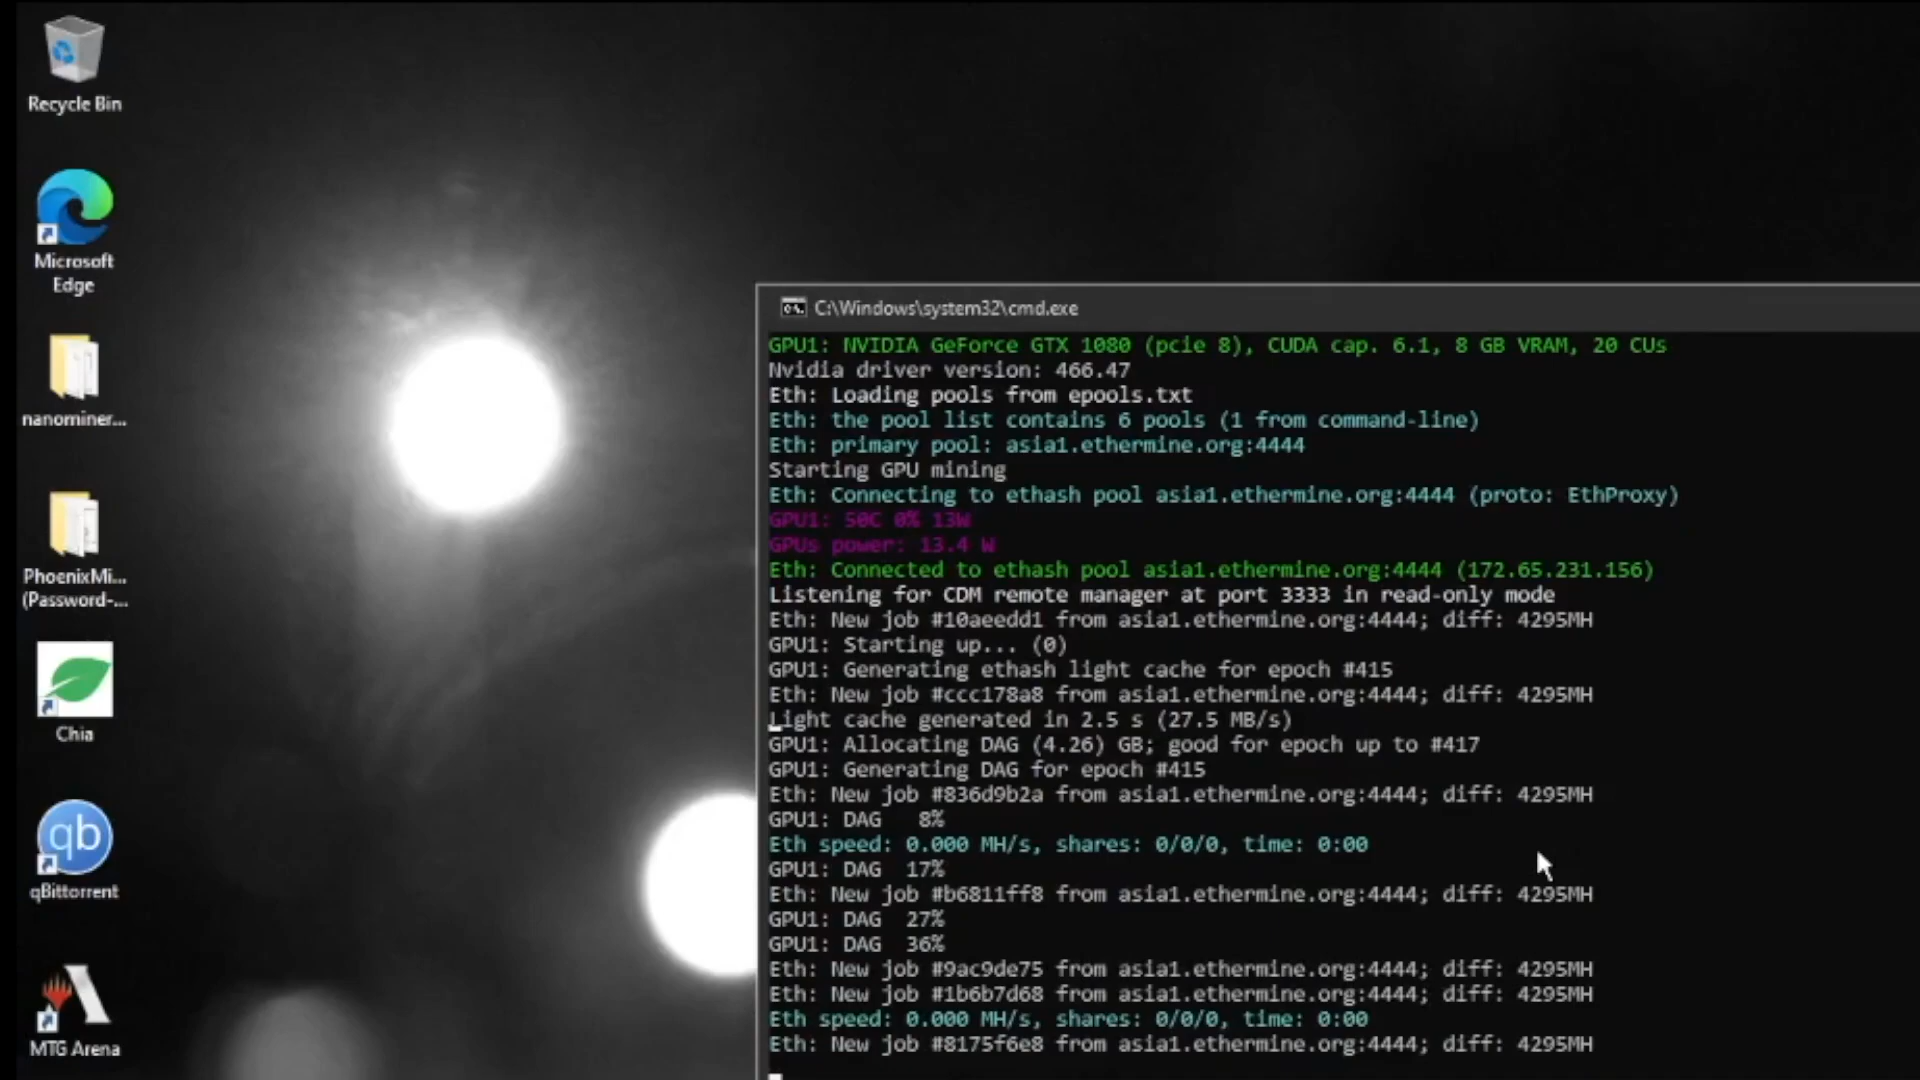 Recycle Bin
Microsoft
Edge
nanominer...
PhoenixMi...
(Password-...
Chia
qb
qBittorrent
MTG Arena
C:\Windows\system32\cmd.exe
GPU1: NVIDIA GeForce GTX 1080 (pcie 8), CUDA cap. 6.1, 8 GB VRAM, 20 CUs
Nvidia driver version: 466.47
Eth: Loading pools from epools.txt
Eth: the pool list contains 6 pools (1 from command-line)
Eth: primary pool: asia1.ethermine.org:4444
Starting GPU mining
Eth: Connecting to ethash pool asia1.ethermine.org:4444 (proto: EthProxy)
GPU1: 50C 0% 13W
GPUs power: 13.4 W
Eth: Connected to ethash pool asia1.ethermine.org:4444 (172.65.231.156)
Listening for CDM remote manager at port 3333 in read-only mode
Eth: New job #10aeedd1 from asia1.ethermine.org:4444; diff: 4295MH
GPU1: Starting up... (0)
GPU1: Generating ethash light cache for epoch #415
Eth: New job #ccc178a8 from asia1.ethermine.org:4444; diff: 4295MH
Light cache generated in 2.5 s (27.5 MB/s)
GPU1: Allocating DAG (4.26) GB; good for epoch up to #417
GPU1: Generating DAG for epoch #415
Eth: New job #836d9b2a from asia1.ethermine.org:4444; diff: 4295MH
GPU1: DAG   8%
Eth speed: 0.000 MH/s, shares: 0/0/0, time: 0:00
GPU1: DAG  17%
Eth: New job #b6811ff8 from asia1.ethermine.org:4444; diff: 4295MH
GPU1: DAG  27%
GPU1: DAG  36%
Eth: New job #9ac9de75 from asia1.ethermine.org:4444; diff: 4295MH
Eth: New job #1b6b7d68 from asia1.ethermine.org:4444; diff: 4295MH
Eth speed: 0.000 MH/s, shares: 0/0/0, time: 0:00
Eth: New job #8175f6e8 from asia1.ethermine.org:4444; diff: 4295MH